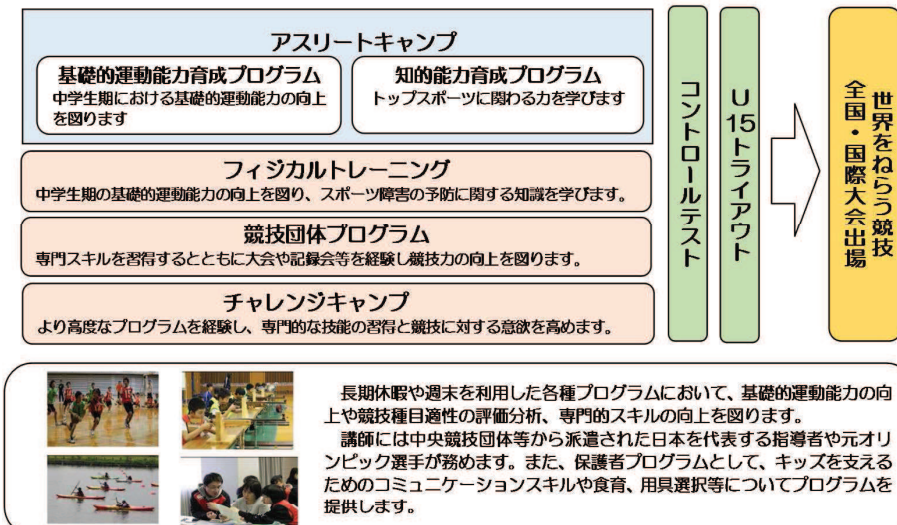 アスリートキャンプ
基礎的運動能力育成プログラム
中学生期における基礎的運動能力の向上
を図ります
知的能力育成プログラム
トップスポーツに関わる力を学びます
フィジカルトレーニング
中学生期の基礎的運動能力の向上を図り、スポーツ障害の予防に関する知識を学びます。
競技団体プログラム
専門スキルを習得するとともに大会や記録会等を経験し競技力の向上を図ります。
チャレンジキャンプ
より高度なプログラムを経験し、専門的な技能の習得と競技に対する意欲を高めます。
コントロールテスト
U15トライアウト
世界をねらう競技
全国・国際大会出場
長期休暇や週末を利用した各種プログラムにおいて、基礎的運動能力の向
上や競技種目適性の評価分析、専門的スキルの向上を図ります。
講師には中央競技団体等から派遣された日本を代表する指導者や元オリ
ンピック選手が務めます。また、保護者プログラムとして、キッズを支える
ためのコミュニケーションスキルや食育、用具選択等についてプログラムを
提供します。